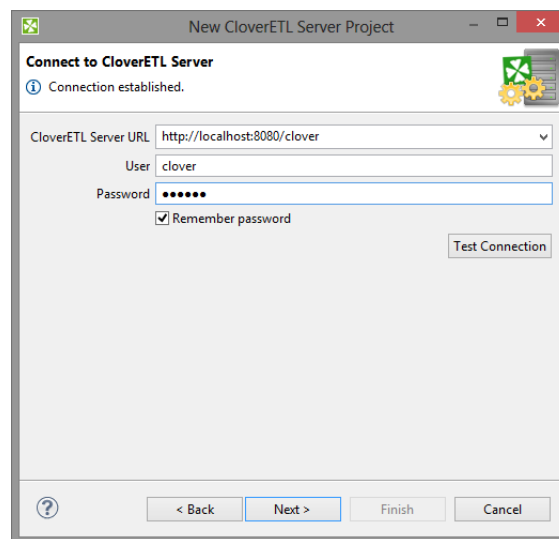 New CloverETL Server Project
Connect to CloverETL Server
Connection established.
CloverETL Server URL http://localhost:8080/clover
User clover
Password ●●●●●●
Remember password
Test Connection
< Back Next > Finish Cancel